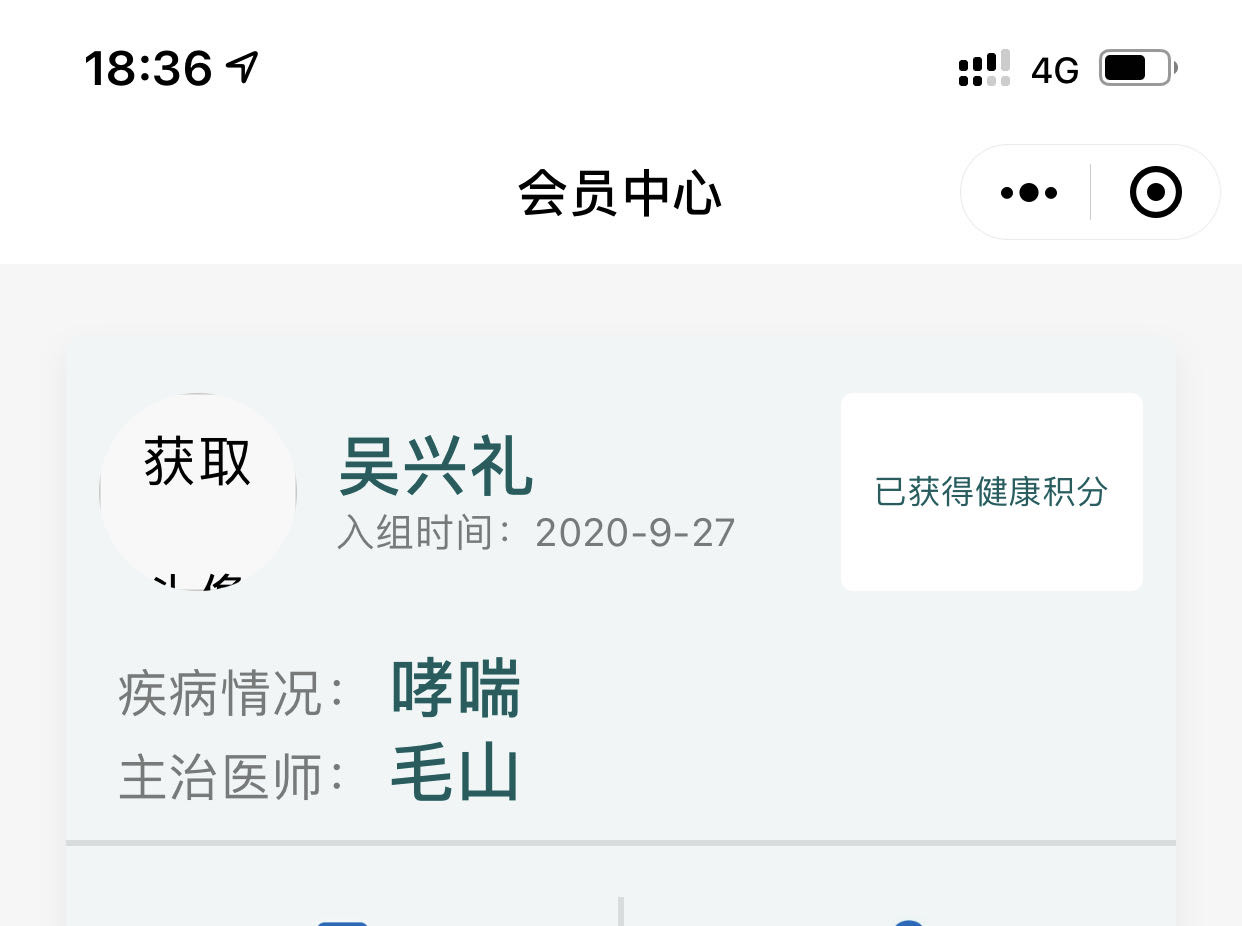 18:36 4G
会员中心
获取
吴兴礼
入组时间：2020-9-27
已获得健康积分
疾病情况： 哮喘
主治医师： 毛山